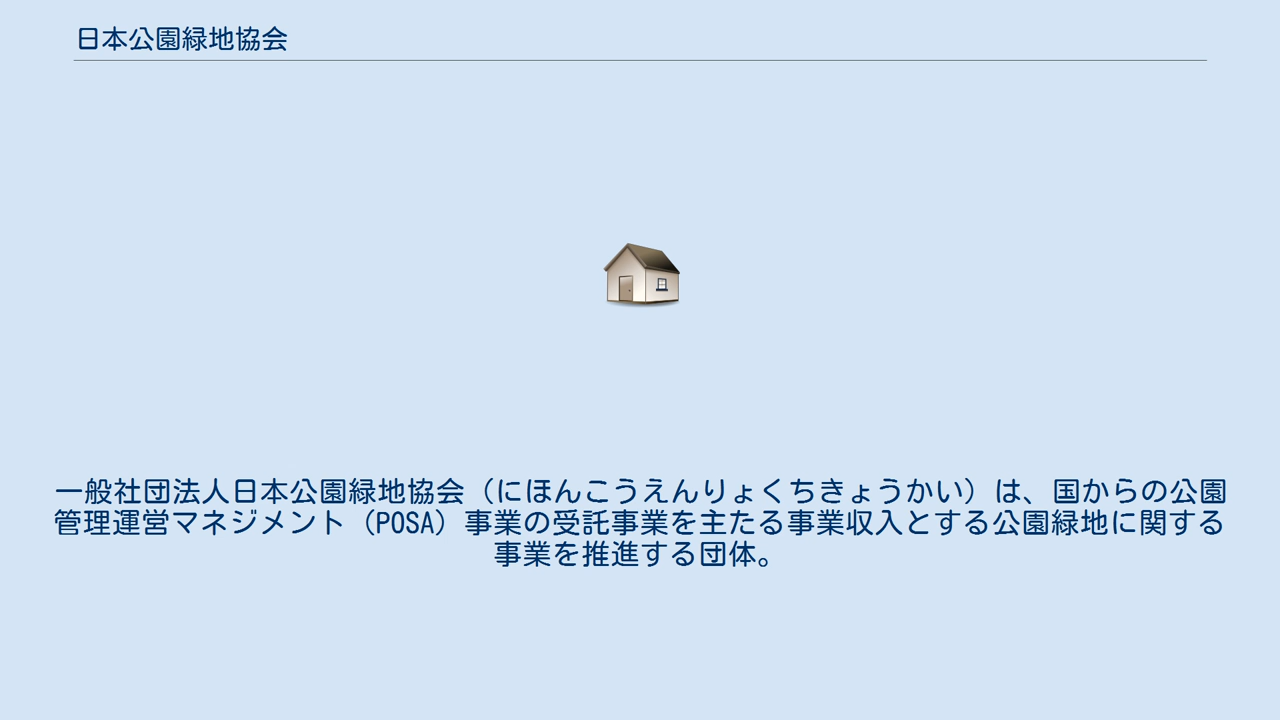 日本公園緑地協会
一般社団法人日本公園緑地協会（にほんこうえんりょくちきょうかい）は、国からの公園
管理運営マネジメント（POSA）事業の受託事業を主たる事業収入とする公園緑地に関する
事業を推進する団体。